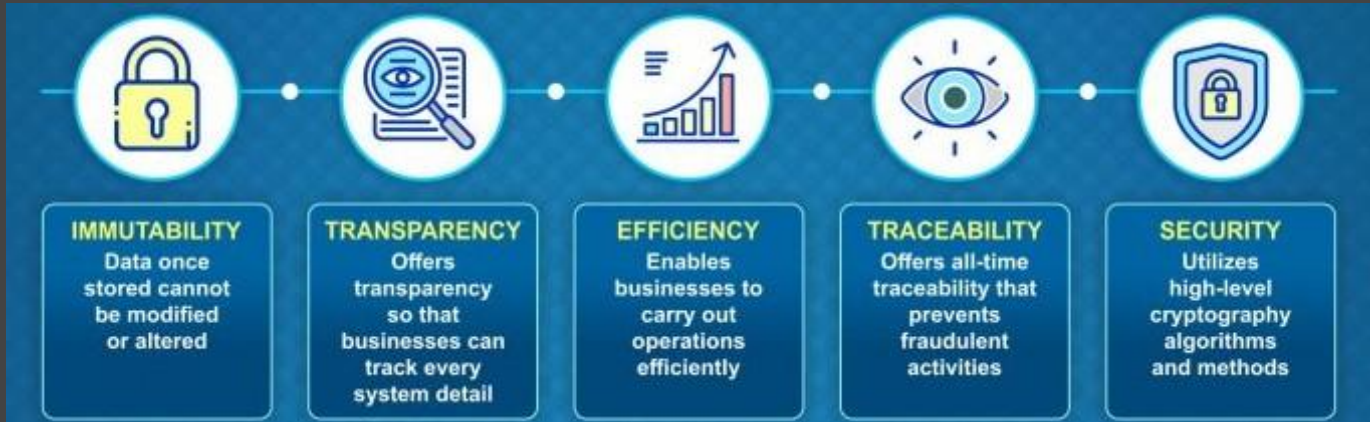 IMMUTABILITY
Data once
stored cannot
be modified
or altered
TRANSPARENCY
Offers
transparency
so that
businesses can
track every
system detail
EFFICIENCY
Enables
businesses to
carry out
operations
efficiently
TRACEABILITY
Offers all-time
traceability that
prevents
fraudulent
activities
SECURITY
Utilizes
high-level
cryptography
algorithms
and methods